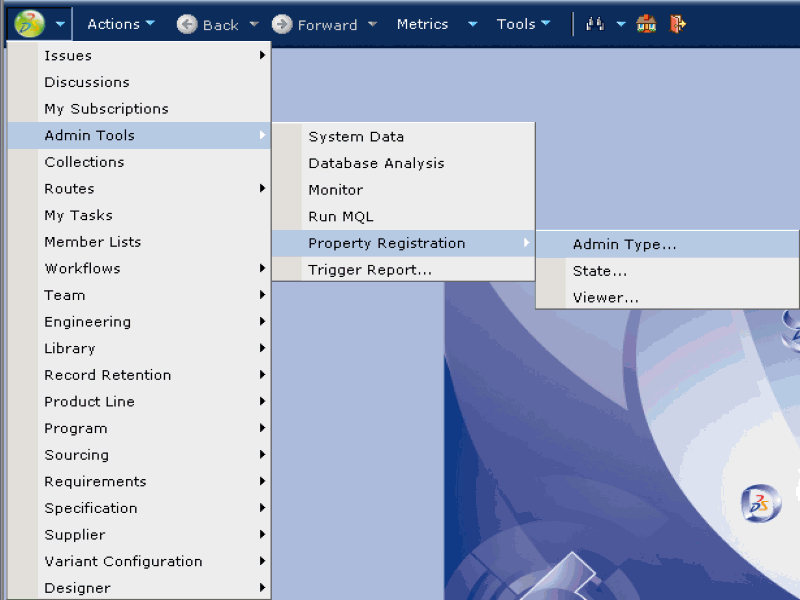 Actions Back Forward Metrics Tools
Issues
Discussions
My Subscriptions
Admin Tools
Collections
Routes
My Tasks
Member Lists
Workflows
Team
Engineering
Library
Record Retention
Product Line
Program
Sourcing
Requirements
Specification
Supplier
Variant Configuration
Designer
System Data
Database Analysis
Monitor
Run MQL
Property Registration
Trigger Report...
Admin Type...
State...
Viewer...